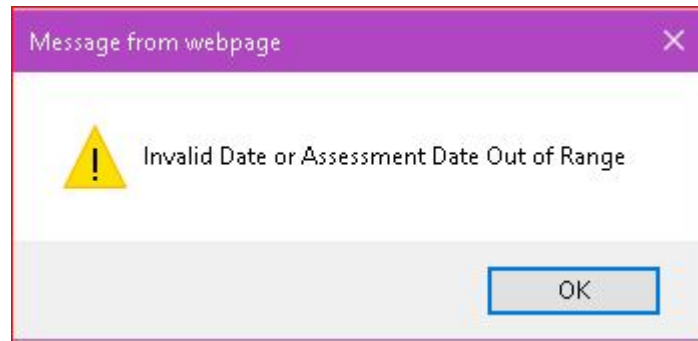 Message from webpage
Invalid Date or Assessment Date Out of Range
OK